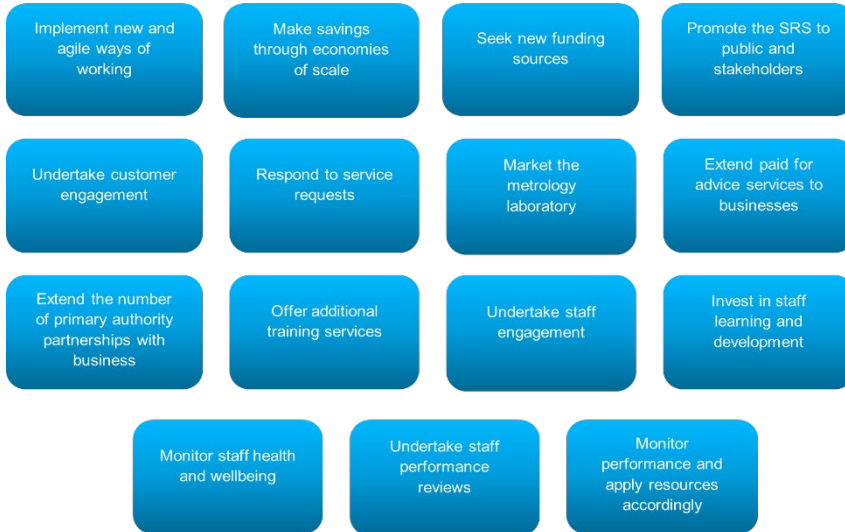 Implement new and
agile ways of
working
Make savings
through economies
of scale
Seek new funding
sources
Promote the SRS to
public and
stakeholders
Undertake customer
engagement
Respond to service
requests
Market the
metrology
laboratory
Extend paid for
advice services to
businesses
Extend the number
of primary authority
partnerships with
business
Offer additional
training services
Undertake staff
engagement
Invest in staff
learning and
development
Monitor staff health
and wellbeing
Undertake staff
performance
reviews
Monitor
performance and
apply resources
accordingly